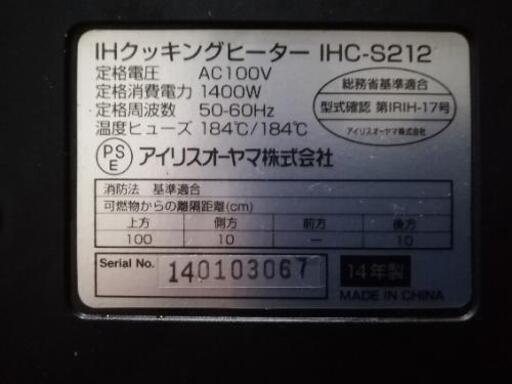 IHクッキングヒーター IHC-S212
定格電圧 AC100V
定格消費電力 1400W
定格周波数 50-60Hz
温度ヒューズ 184℃/184℃
総務省基準適合
型式確認 第IRIH-17号
アイリスオーヤマ株式会社
PS
E
アイリスオーヤマ株式会社
消防法 基準適合
可燃物からの離隔距離(cm)
上方 側方 前方 後方
100 10 — 10
Serial No. 140103067 14年製
MADE IN CHINA